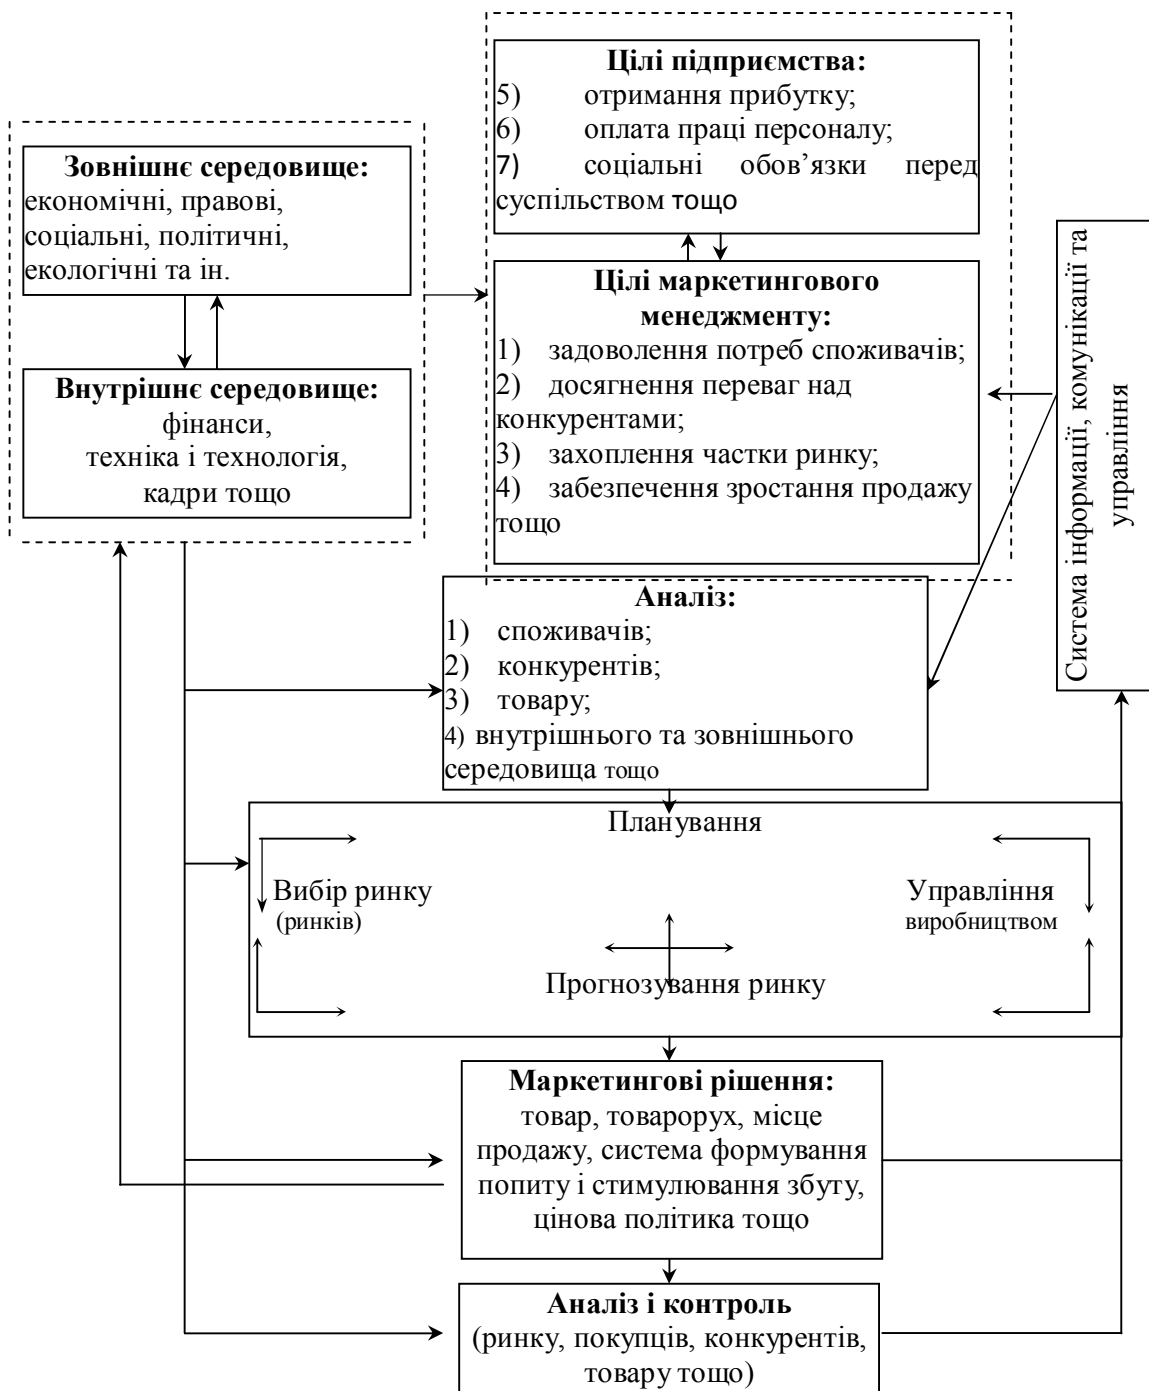 Цілі підприємства:
5) отримання прибутку;
6) оплата праці персоналу;
7) соціальні обов’язки перед
суспільством тощо
Зовнішнє середовище:
економічні, правові,
соціальні, політичні,
екологічні та ін.
Цілі маркетингового
менеджменту:
1) задоволення потреб споживачів;
2) досягнення переваг над
конкурентами;
3) захоплення частки ринку;
4) забезпечення зростання продажу
тощо
Внутрішнє середовище:
фінанси,
техніка і технологія,
кадри тощо
Система інформації, комунікації та
управління
Аналіз:
1) споживачів;
2) конкурентів;
3) товару;
4) внутрішнього та зовнішнього
середовища тощо
Планування
Вибір ринку
(ринків)
Управління
виробництвом
Прогнозування ринку
Маркетингові рішення:
товар, товарорух, місце
продажу, система формування
попиту і стимулювання збуту,
цінова політика тощо
Аналіз і контроль
(ринку, покупців, конкурентів,
товару тощо)